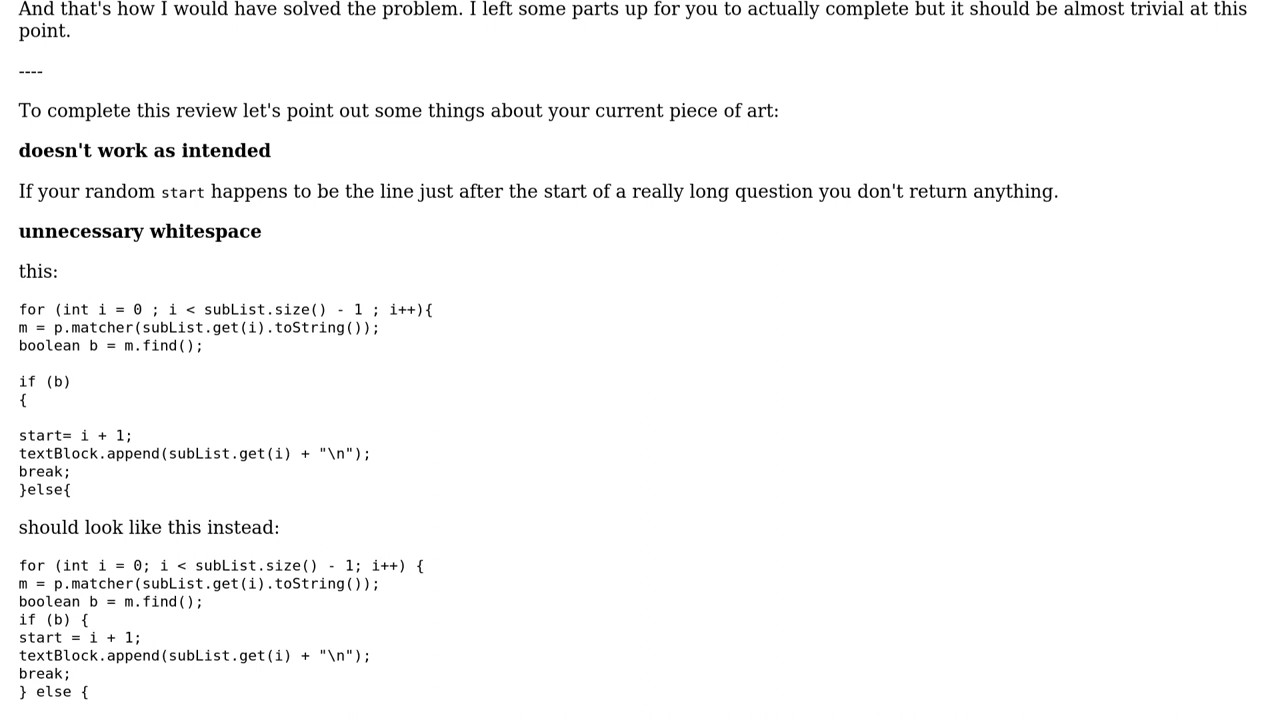 And that's how I would have solved the problem. I left some parts up for you to actually complete but it should be almost trivial at this
point.
----
To complete this review let's point out some things about your current piece of art:
doesn't work as intended
If your random start happens to be the line just after the start of a really long question you don't return anything.
unnecessary whitespace
this:
for (int i = 0 ; i < subList.size() - 1 ; i++){
m = p.matcher(subList.get(i).toString());
boolean b = m.find();
if (b)
{
start= i + 1;
textBlock.append(subList.get(i) + "\n");
break;
}else{
should look like this instead:
for (int i = 0; i < subList.size() - 1; i++) {
m = p.matcher(subList.get(i).toString());
boolean b = m.find();
if (b) {
start = i + 1;
textBlock.append(subList.get(i) + "\n");
break;
} else {